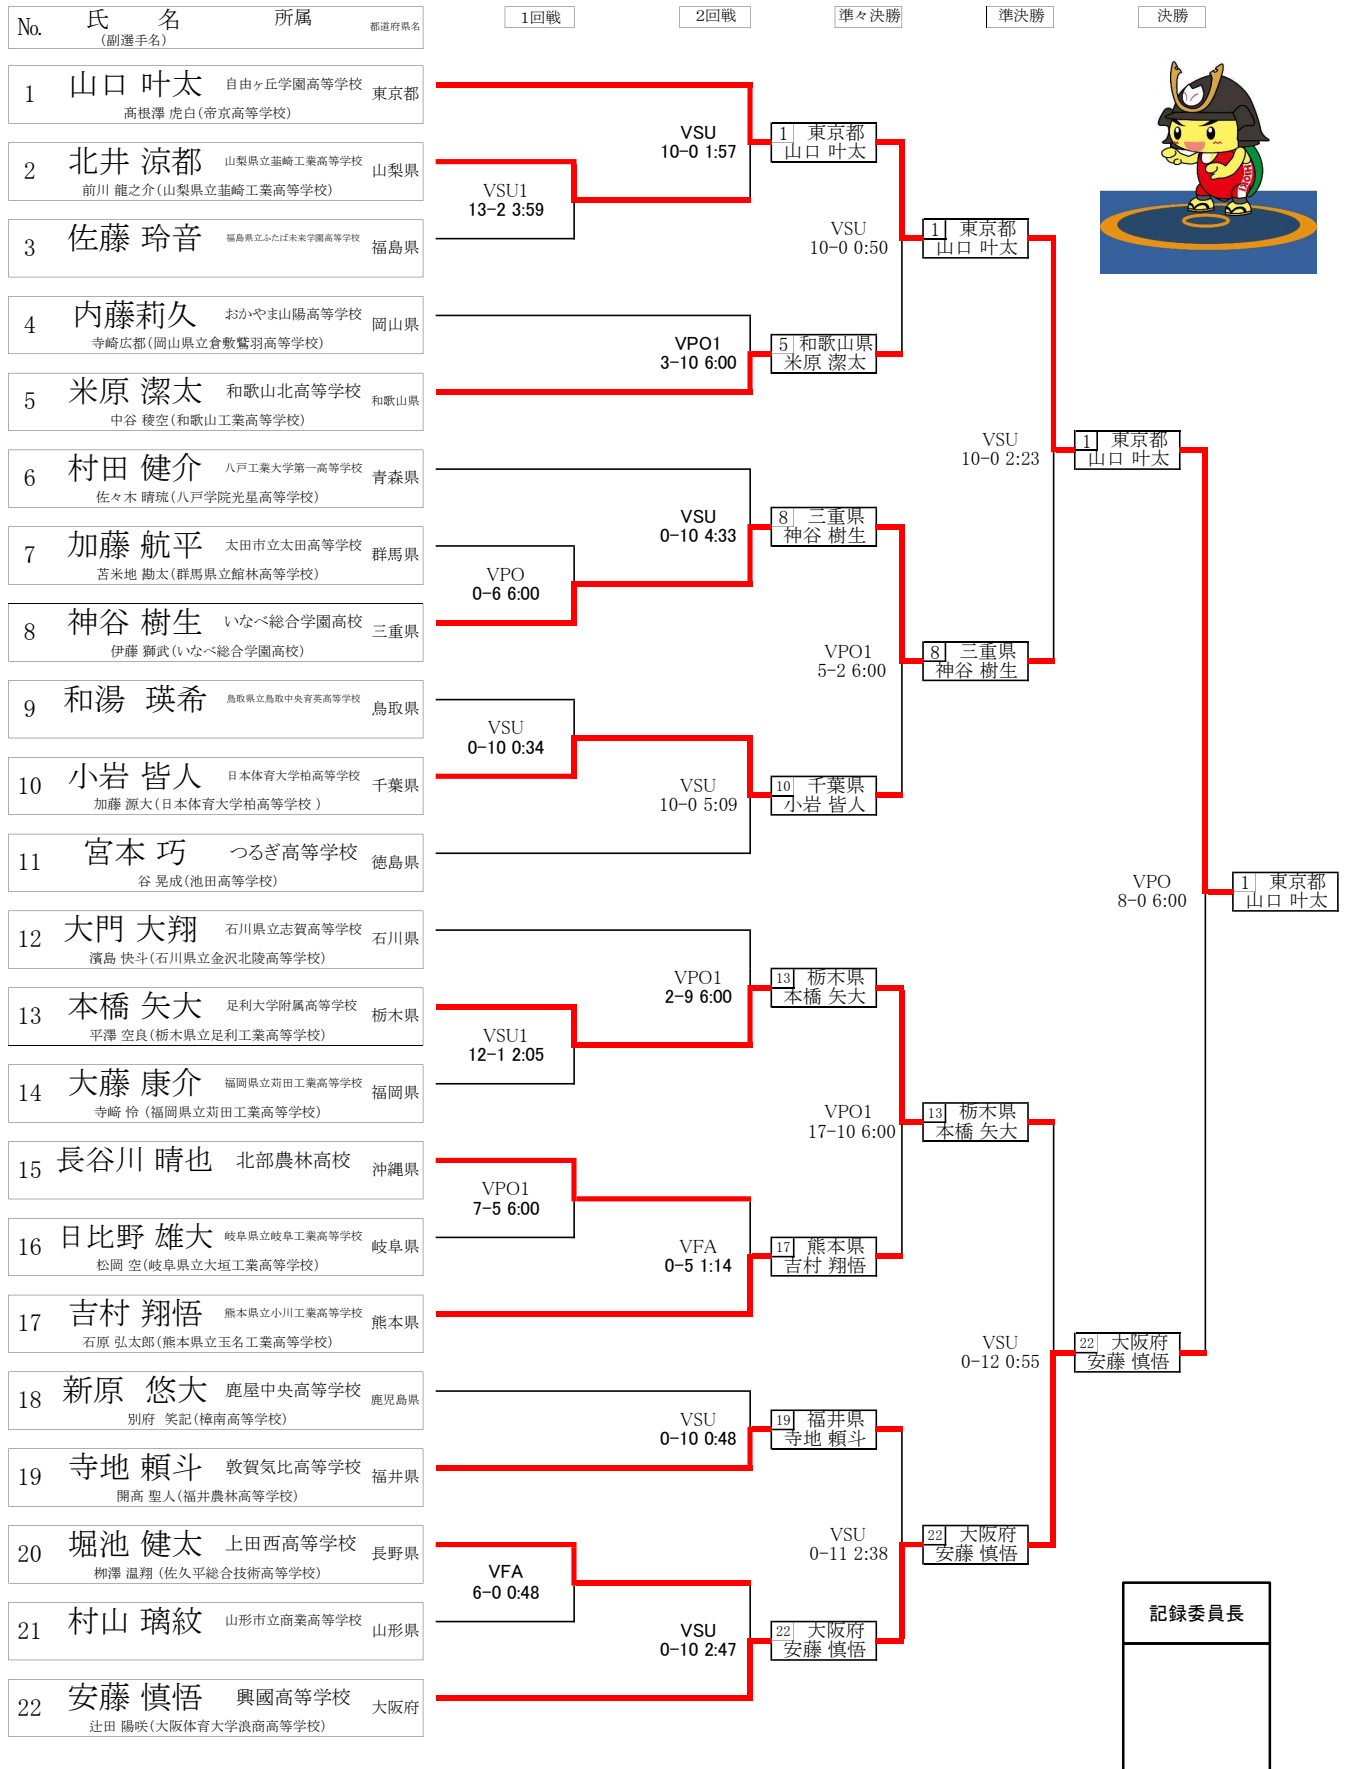 No. 氏 名 所属 都道府県名
(副選手名)
1回戦 2回戦 準々決勝 準決勝 決勝
1 山口 叶太 自由ヶ丘学園高等学校 東京都
髙根澤 虎白(帝京高等学校)
2 北井 涼都 山梨県立韮崎工業高等学校 山梨県
前川 龍之介(山梨県立韮崎工業高等学校)
3 佐藤 玲音 福島県立ふたば未来学園高等学校 福島県
4 内藤莉久 おかやま山陽高等学校 岡山県
寺崎広都(岡山県立倉敷鷲羽高等学校)
5 米原 潔太 和歌山北高等学校 和歌山県
中谷 稜空(和歌山工業高等学校)
6 村田 健介 八戸工業大学第一高等学校 青森県
佐々木 晴琉(八戸学院光星高等学校)
7 加藤 航平 太田市立太田高等学校 群馬県
苫米地 勘太(群馬県立館林高等学校)
8 神谷 樹生 いなべ総合学園高校 三重県
伊藤 獅武(いなべ総合学園高校)
9 和湯 瑛希 鳥取県立鳥取中央育英高等学校 鳥取県
10 小岩 皆人 日本体育大学柏高等学校 千葉県
加藤 源大(日本体育大学柏高等学校 )
11 宮本 巧 つるぎ高等学校 徳島県
谷 晃成(池田高等学校)
12 大門 大翔 石川県立志賀高等学校 石川県
濱島 快斗(石川県立金沢北陵高等学校)
13 本橋 矢大 足利大学附属高等学校 栃木県
平澤 空良(栃木県立足利工業高等学校)
14 大藤 康介 福岡県立苅田工業高等学校 福岡県
寺﨑 怜 (福岡県立苅田工業高等学校)
15 長谷川 晴也 北部農林高校 沖縄県
16 日比野 雄大 岐阜県立岐阜工業高等学校 岐阜県
松岡 空(岐阜県立大垣工業高等学校)
17 吉村 翔悟 熊本県立小川工業高等学校 熊本県
石原 弘太郎(熊本県立玉名工業高等学校)
18 新原 悠大 鹿屋中央高等学校 鹿児島県
別府 笑記(樟南高等学校)
19 寺地 頼斗 敦賀気比高等学校 福井県
開髙 聖人(福井農林高等学校)
20 堀池 健太 上田西高等学校 長野県
栁澤 温翔 (佐久平総合技術高等学校)
21 村山 璃紋 山形市立商業高等学校 山形県
22 安藤 慎悟 興國高等学校 大阪府
辻田 陽咲(大阪体育大学浪商高等学校)
VSU1
13-2 3:59
VPO
0-6 6:00
VSU
0-10 0:34
VSU1
12-1 2:05
VPO1
7-5 6:00
VFA
6-0 0:48
VSU
10-0 1:57
VPO1
3-10 6:00
VSU
0-10 4:33
VSU
10-0 5:09
VPO1
2-9 6:00
VFA
0-5 1:14
VSU
0-10 0:48
VSU
0-10 2:47
1 東京都
山口 叶太
5 和歌山県
米原 潔太
8 三重県
神谷 樹生
10 千葉県
小岩 皆人
13 栃木県
本橋 矢大
17 熊本県
吉村 翔悟
19 福井県
寺地 頼斗
22 大阪府
安藤 慎悟
VSU
10-0 0:50
VPO1
5-2 6:00
VPO1
17-10 6:00
VSU
0-11 2:38
1 東京都
山口 叶太
8 三重県
神谷 樹生
13 栃木県
本橋 矢大
22 大阪府
安藤 慎悟
VSU
10-0 2:23
VSU
0-12 0:55
1 東京都
山口 叶太
22 大阪府
安藤 慎悟
VPO
8-0 6:00
1 東京都
山口 叶太
記録委員長